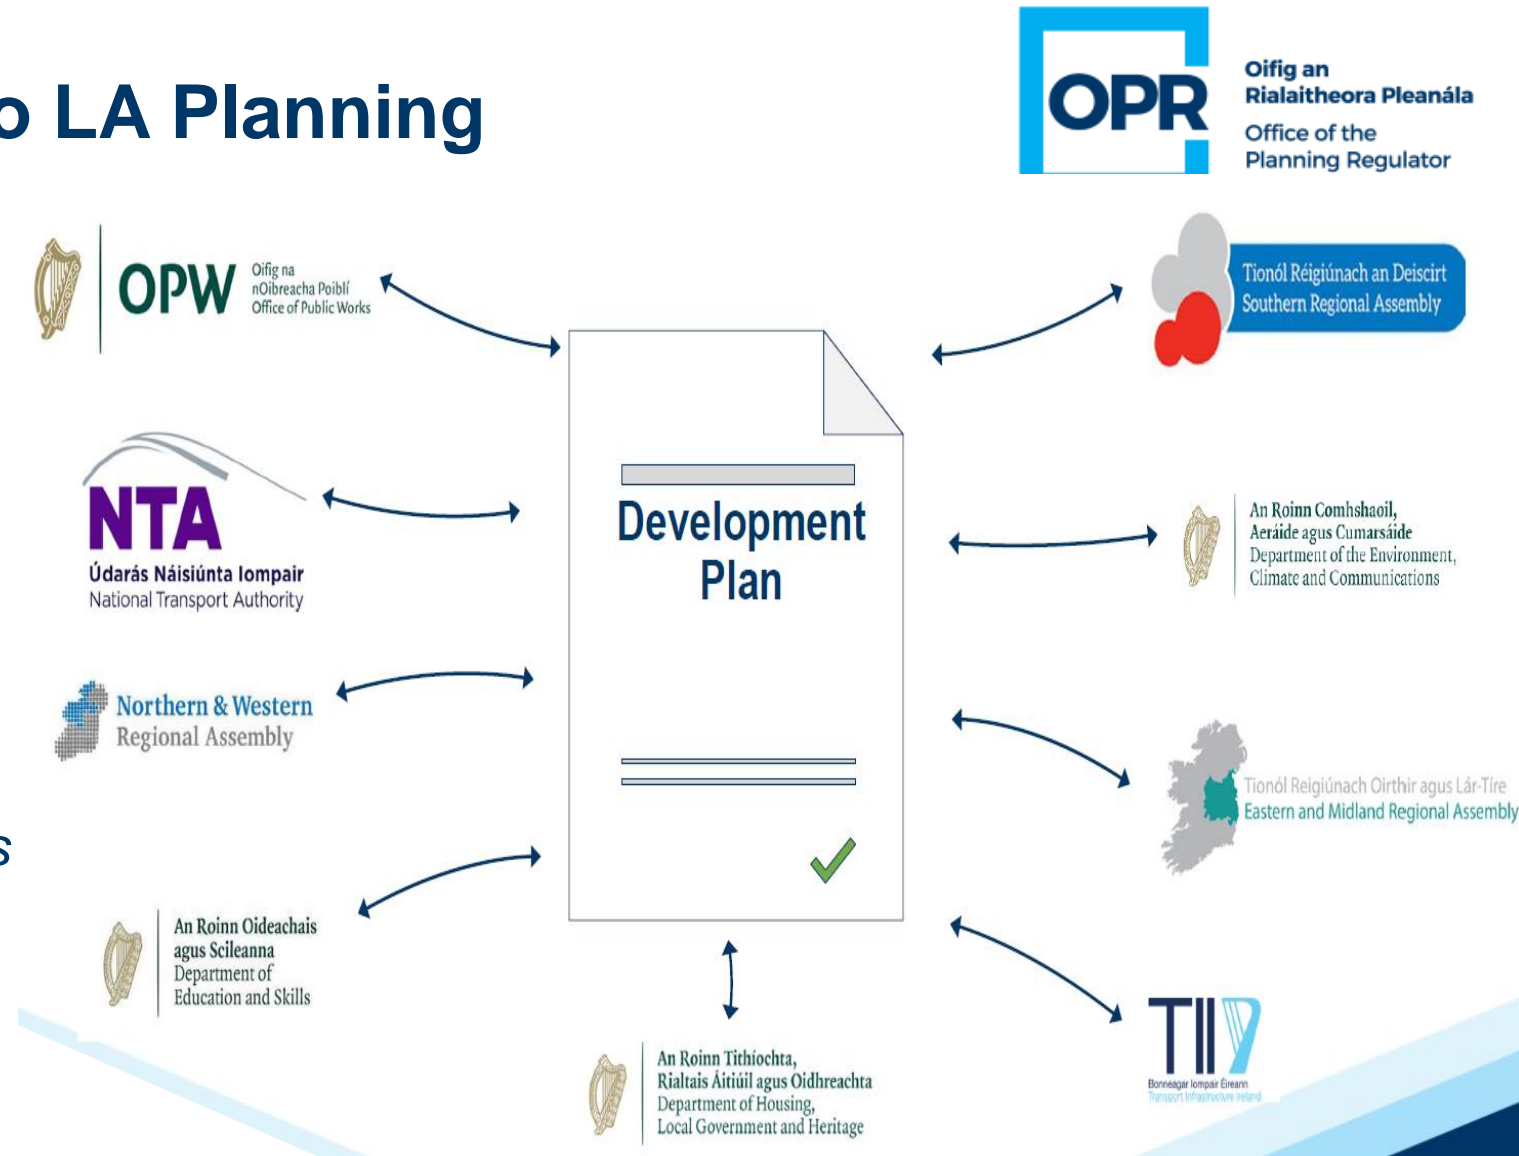 o LA Planning
OPR
Oifig an
Rialaitheora Pleanála
Office of the
Planning Regulator
OPW
Oifig na
nOibreacha Poiblí
Office of Public Works
Tionól Réigiúnach an Deiscirt
Southern Regional Assembly
NTA
Údarás Náisiúnta Iompair
National Transport Authority
Development
Plan
An Roinn Comhshaoil,
Aeráide agus Cumarsáide
Department of the Environment,
Climate and Communications
Northern & Western
Regional Assembly
Tionól Reigiúnach Oirthir agus Lár-Tíre
Eastern and Midland Regional Assembly
s
An Roinn Oideachais
agus Scileanna
Department of
Education and Skills
An Roinn Tithíochta,
Rialtais Áitiúil agus Oidhreachta
Department of Housing,
Local Government and Heritage
TII
Bonneagar Iompair Éireann
Transport Infrastructure Ireland